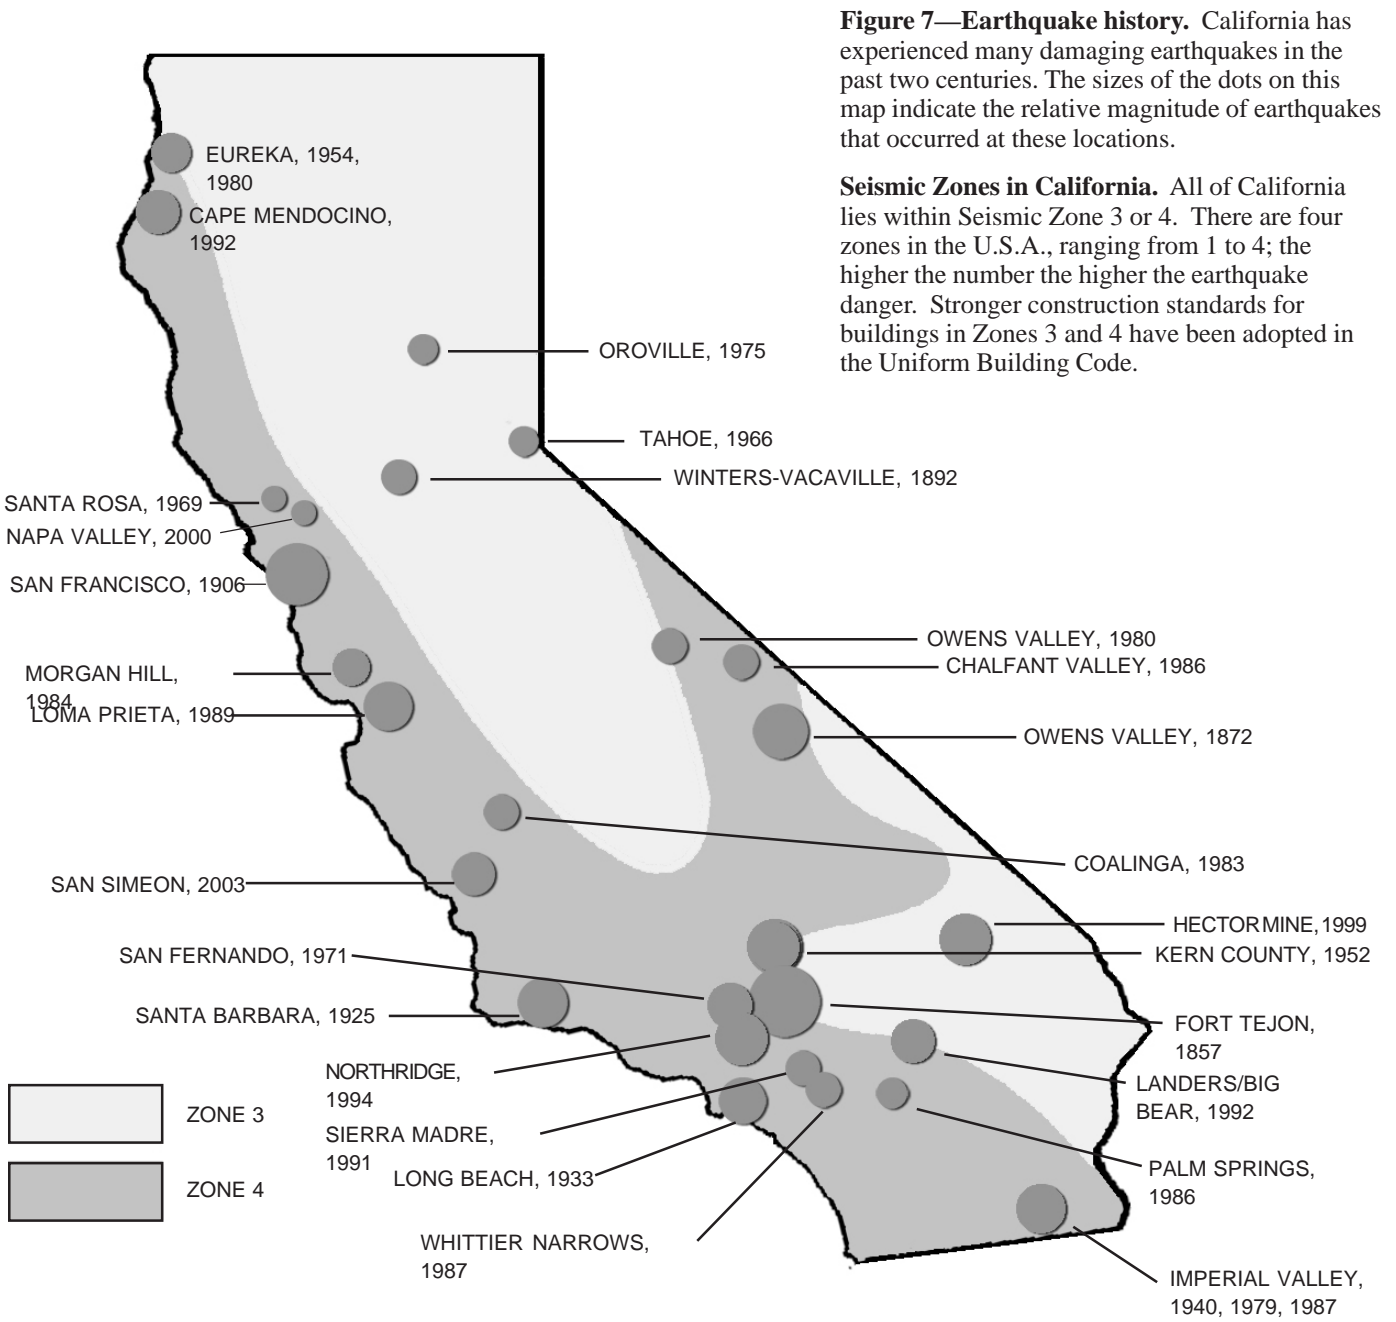 Figure 7—Earthquake history. California has
experienced many damaging earthquakes in the
past two centuries. The sizes of the dots on this
map indicate the relative magnitude of earthquakes
that occurred at these locations.
Seismic Zones in California. All of California
lies within Seismic Zone 3 or 4. There are four
zones in the U.S.A., ranging from 1 to 4; the
higher the number the higher the earthquake
danger. Stronger construction standards for
buildings in Zones 3 and 4 have been adopted in
the Uniform Building Code.
EUREKA, 1954,
1980
CAPE MENDOCINO,
1992
OROVILLE, 1975
TAHOE, 1966
WINTERS-VACAVILLE, 1892
SANTA ROSA, 1969
NAPA VALLEY, 2000
SAN FRANCISCO, 1906
OWENS VALLEY, 1980
CHALFANT VALLEY, 1986
MORGAN HILL,
1984
LOMA PRIETA, 1989
OWENS VALLEY, 1872
COALINGA, 1983
SAN SIMEON, 2003
HECTORMINE, 1999
KERN COUNTY, 1952
SAN FERNANDO, 1971
SANTA BARBARA, 1925
FORT TEJON,
1857
NORTHRIDGE,
1994
LANDERS/BIG
BEAR, 1992
SIERRA MADRE,
1991
LONG BEACH, 1933
PALM SPRINGS,
1986
WHITTIER NARROWS,
1987
IMPERIAL VALLEY,
1940, 1979, 1987
ZONE 3
ZONE 4